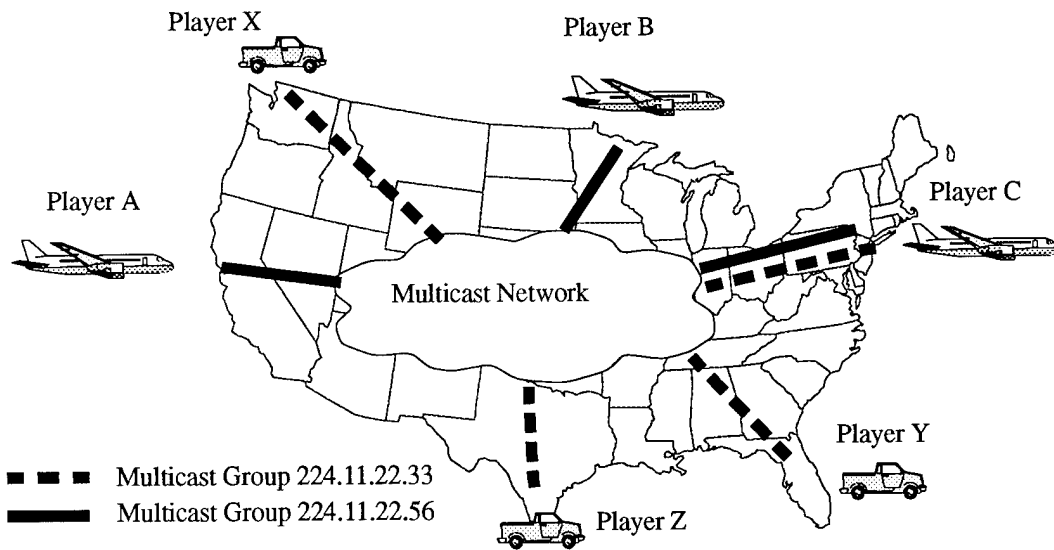 Player X
Player B
Player A
Player C
Multicast Network
Player Y
Multicast Group 224.11.22.33
Multicast Group 224.11.22.56
Player Z